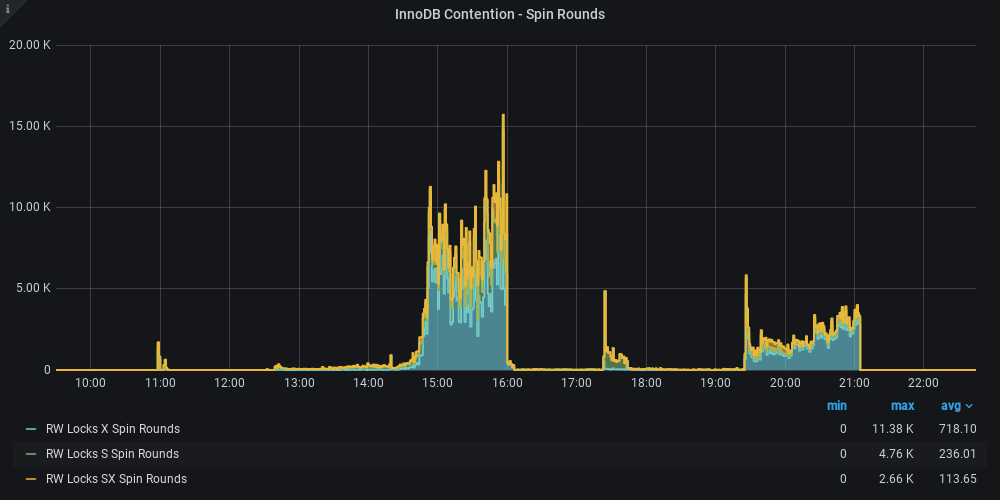 i
InnoDB Contention - Spin Rounds
20.00 K
15.00 K
10.00 K
5.00 K
0
10:00 11:00 12:00 13:00 14:00 15:00 16:00 17:00 18:00 19:00 20:00 21:00 22:00
min max avg
RW Locks X Spin Rounds 0 11.38 K 718.10
RW Locks S Spin Rounds 0 4.76 K 236.01
RW Locks SX Spin Rounds 0 2.66 K 113.65